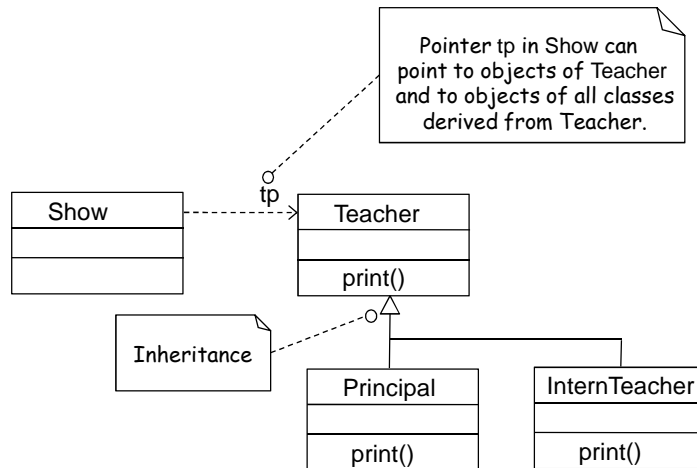 Pointer tp in Show can
point to objects of Teacher
and to objects of all classes
derived from Teacher.
tp
Show
Teacher
print()
Inheritance
Principal
InternTeacher
print()
print()